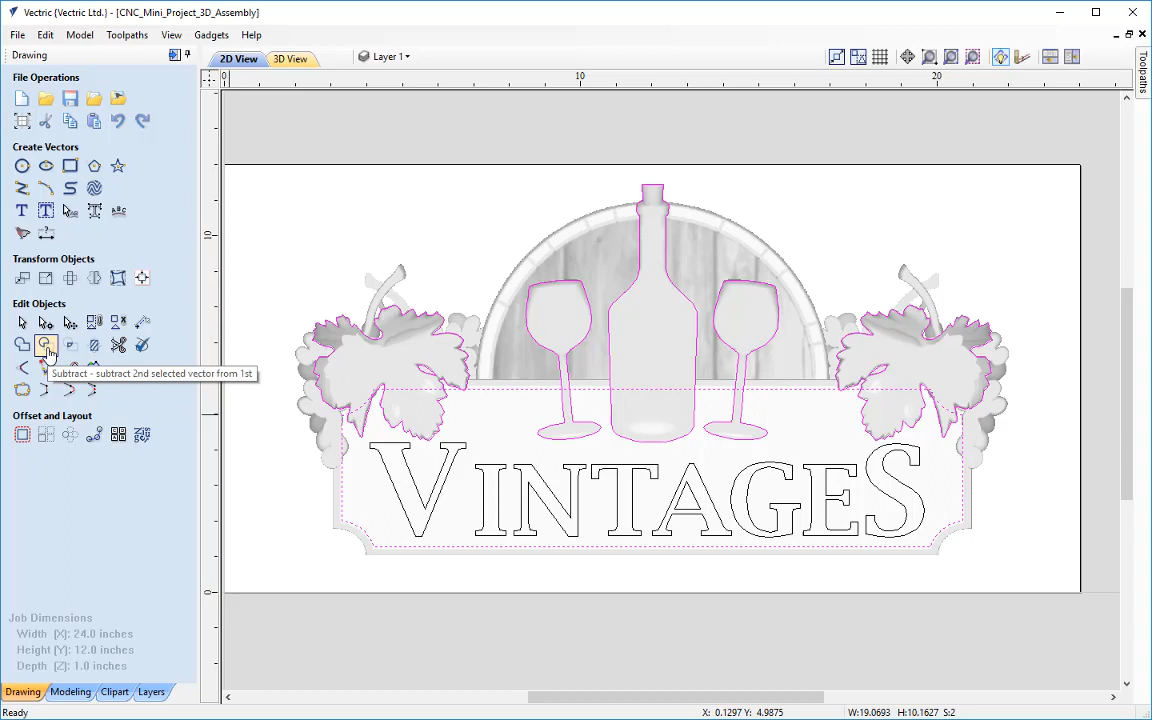 Vectric (Vectric Ltd.) - [CNC_Mini_Project_3D_Assembly]
File Edit Model Toolpaths View Gadgets Help
Drawing
2D View
3D View
Layer 1
Toolpaths
File Operations
0
10
20
Create Vectors
T T T ABC
10
Transform Objects
Edit Objects
Subtract - subtract 2nd selected vector from 1st
Offset and Layout
VINTAGES
0
Job Dimensions
Width (X): 24.0 inches
Height (Y): 12.0 inches
Depth (Z): 1.0 inches
Drawing Modeling Clipart Layers
Ready
X: 0.1297 Y: 4.9875
W:19.0693 H:10.1627 S:2